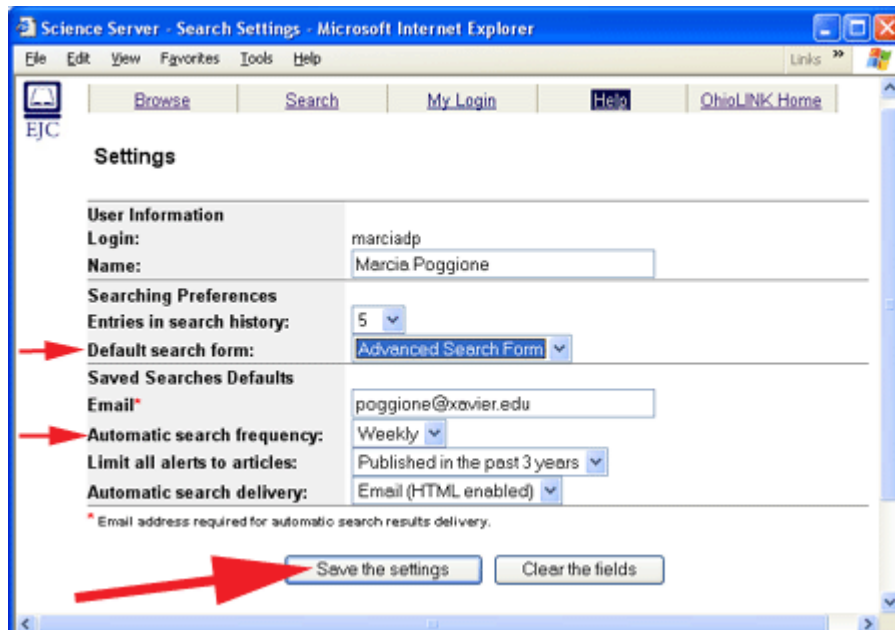 Science Server - Search Settings - Microsoft Internet Explorer
File Edit View Favorites Tools Help Links »
Browse Search My Login Help OhioLINK Home
EJC
Settings
User Information
Login: marciadp
Name: Marcia Poggione
Searching Preferences
Entries in search history: 5
Default search form: Advanced Search Form
Saved Searches Defaults
Email* poggione@xavier.edu
Automatic search frequency: Weekly
Limit all alerts to articles: Published in the past 3 years
Automatic search delivery: Email (HTML enabled)
* Email address required for automatic search results delivery.
Save the settings Clear the fields